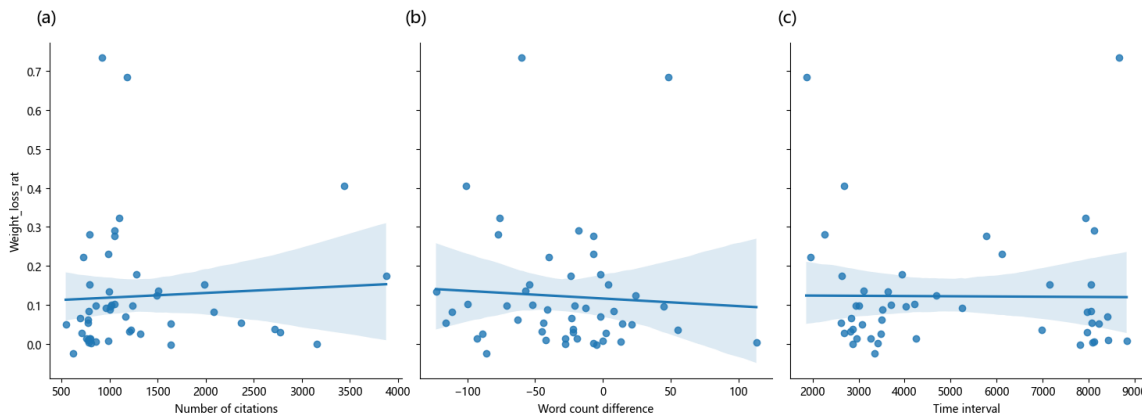 (a) (b) (c)
Weight_loss_rat
0.7
0.6
0.5
0.4
0.3
0.2
0.1
0.0
500 1000 1500 2000 2500 3000 3500 4000
Number of citations
−100 −50 0 50 100
Word count difference
2000 3000 4000 5000 6000 7000 8000 9000
Time interval